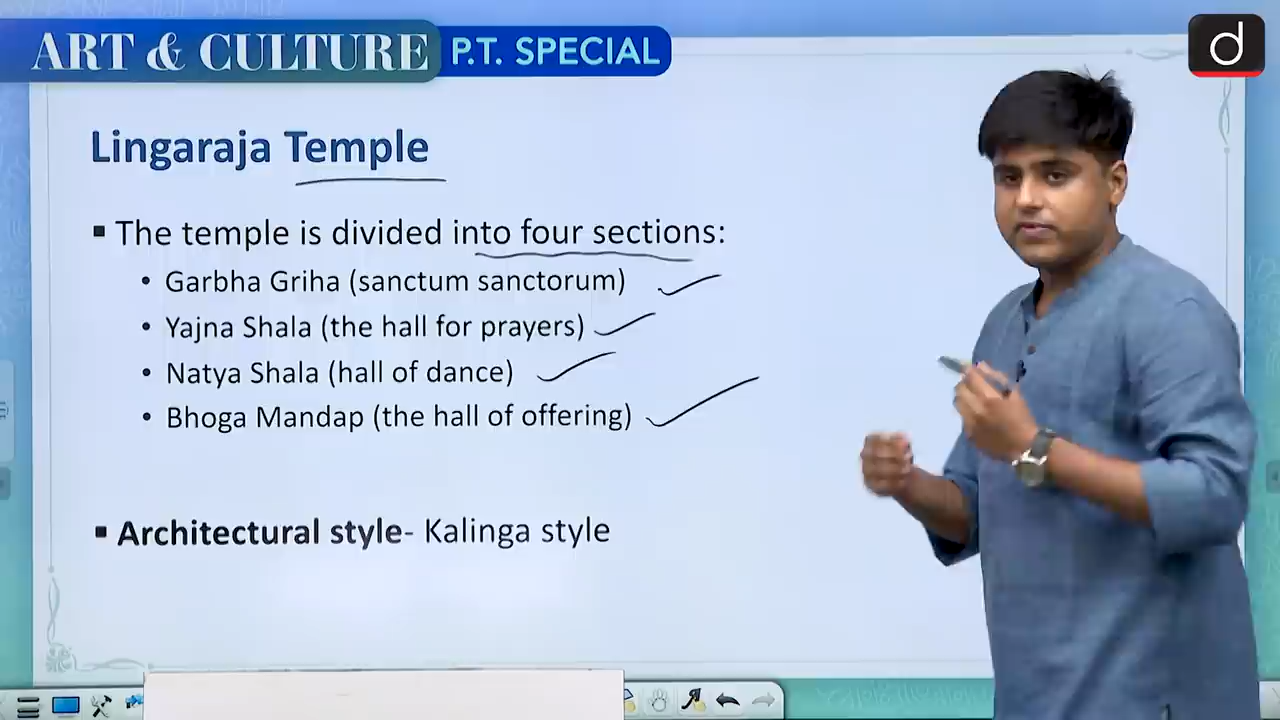 ART & CULTURE P.T. SPECIAL
d
Lingaraja Temple
▪ The temple is divided into four sections:
• Garbha Griha (sanctum sanctorum)
• Yajna Shala (the hall for prayers)
• Natya Shala (hall of dance)
• Bhoga Mandap (the hall of offering)
▪ Architectural style- Kalinga style